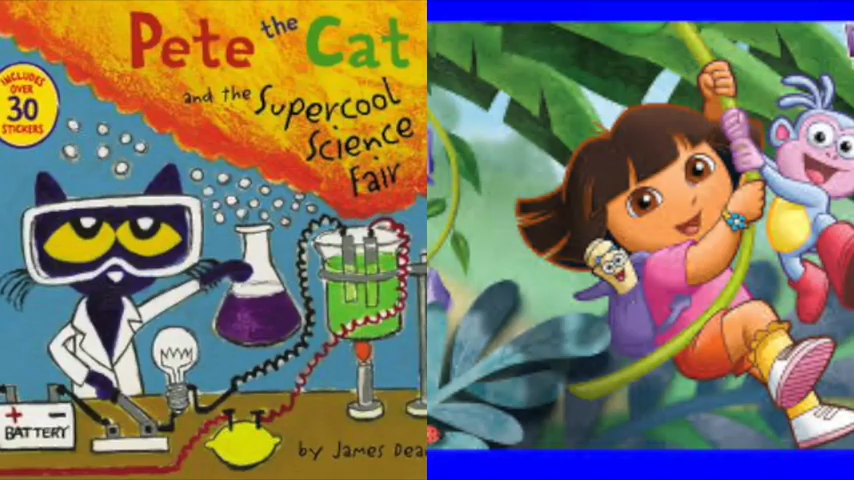 Pete the Cat
and the Supercool
Science
Fair
INCLUDES
OVER
30
STICKERS
+ -
BATTERY
by James Dea